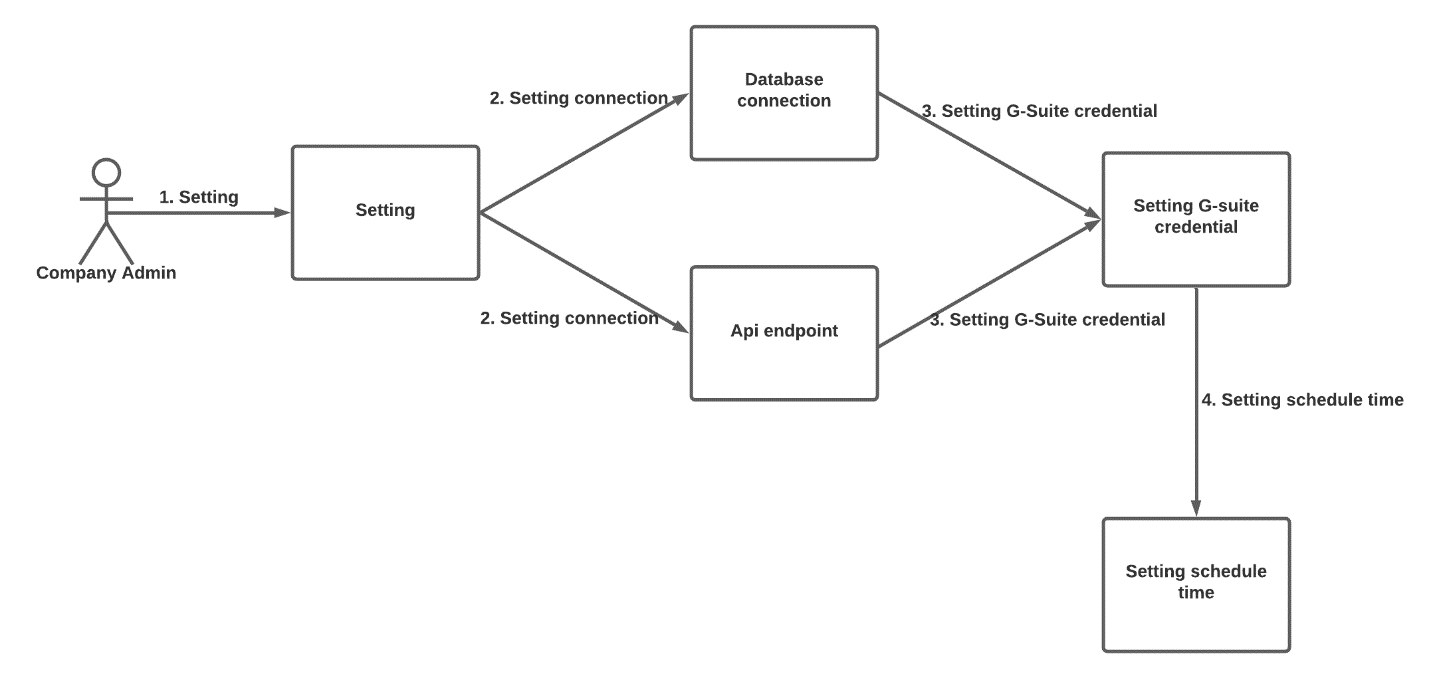 1. Setting
Company Admin
Setting
2. Setting connection
2. Setting connection
Database
connection
Api endpoint
3. Setting G-Suite credential
3. Setting G-Suite credential
Setting G-suite
credential
4. Setting schedule time
Setting schedule
time